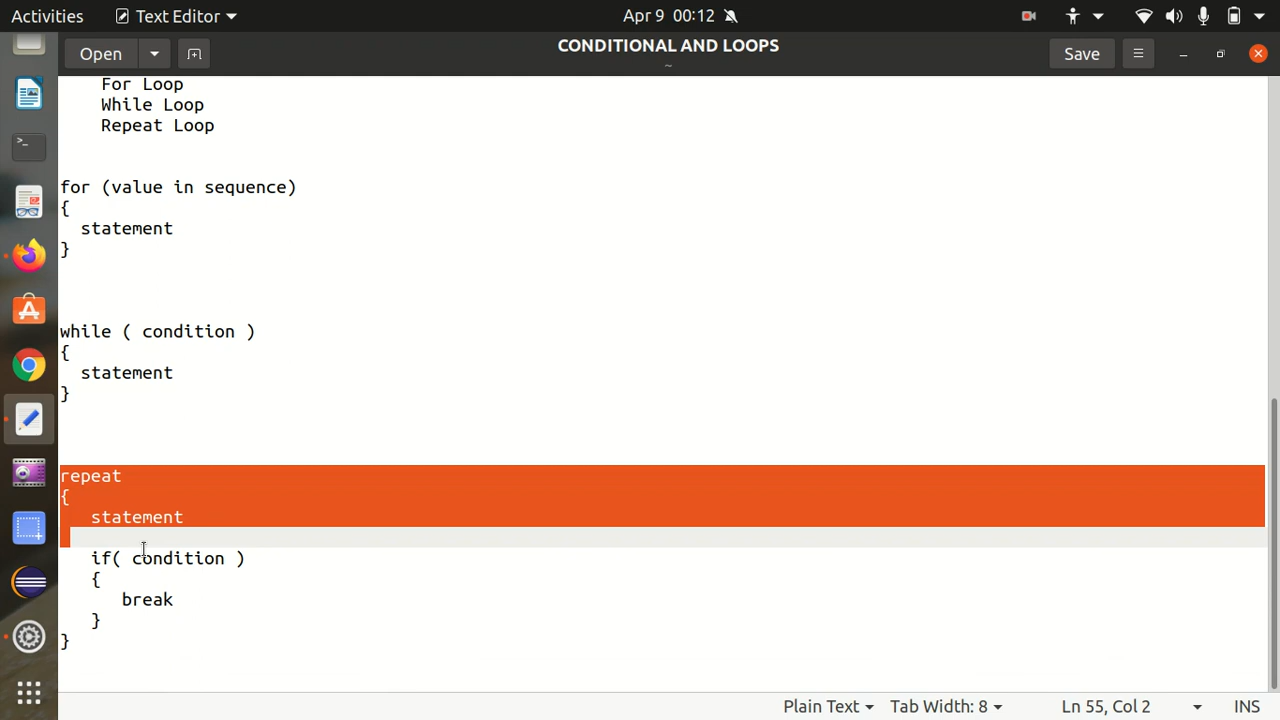 Activities
Text Editor
Apr 9 00:12
Open
CONDITIONAL AND LOOPS
~
Save
For Loop
While Loop
Repeat Loop
for (value in sequence)
{
statement
}
while ( condition )
{
statement
}
repeat
{
statement
if( condition )
{
break
}
}
Plain Text
Tab Width: 8
Ln 55, Col 2
INS